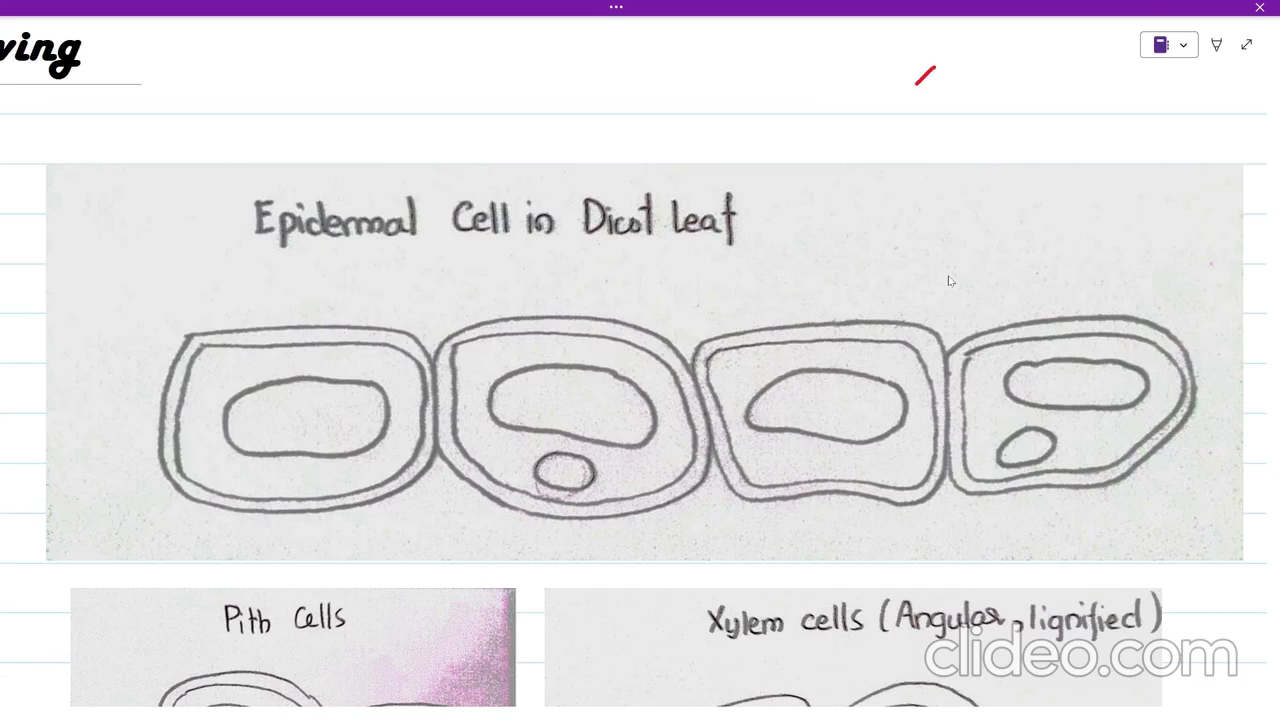 ving
Epidermal Cell in Dicot leaf
Pith Cells
Xylem cells (Angular, lignified)
clideo.com